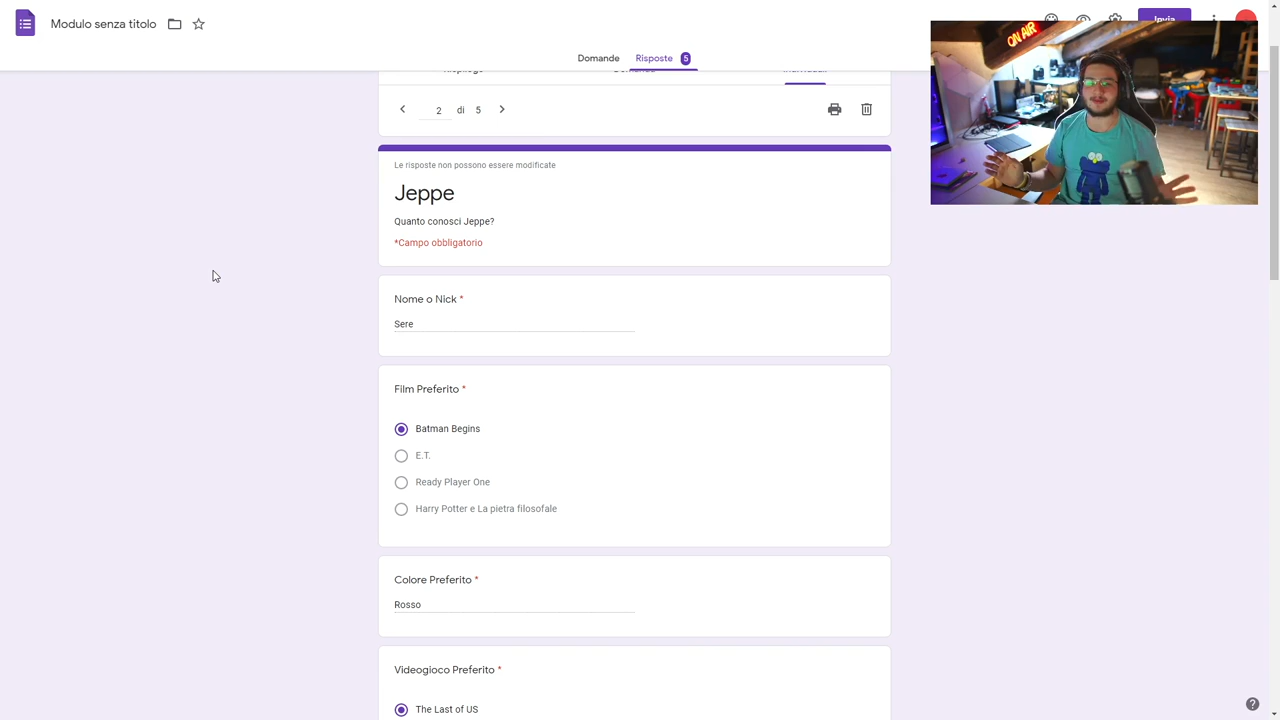 Modulo senza titolo
Invia
ON AIR
Domande
Risposte 5
Individuali
2 di 5
Le risposte non possono essere modificate
Jeppe
Quanto conosci Jeppe?
*Campo obbligatorio
Nome o Nick *
Sere
Film Preferito *
Batman Begins
E.T.
Ready Player One
Harry Potter e La pietra filosofale
Colore Preferito *
Rosso
Videogioco Preferito *
The Last of US